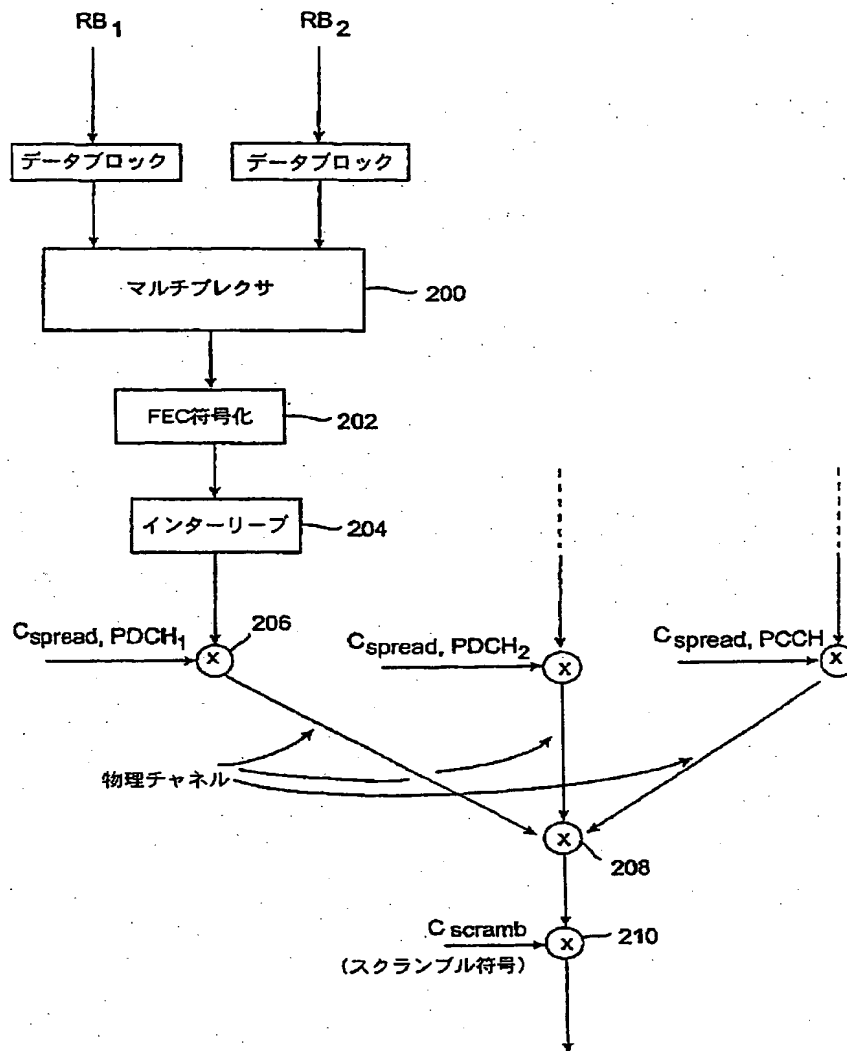 RB1
RB2
データブロック
データブロック
マルチプレクサ
200
FEC符号化
202
インターリーブ
204
Cspread, PDCH1
206
X
Cspread, PDCH2
X
Cspread, PCCH
X
物理チャネル
X
208
Cscramb
(スクランブル符号)
X
210